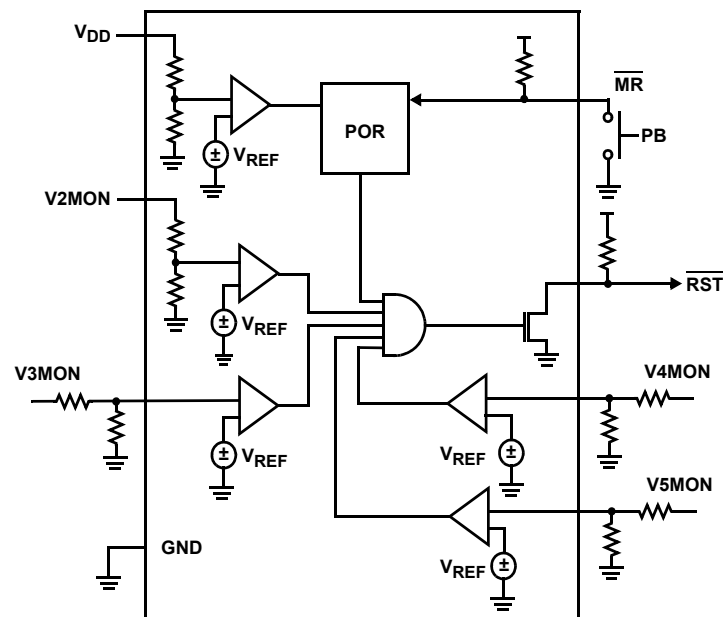 VDD
MR
POR
PB
VREF
V2MON
RST
VREF
V3MON
V4MON
VREF
VREF
V5MON
GND
VREF